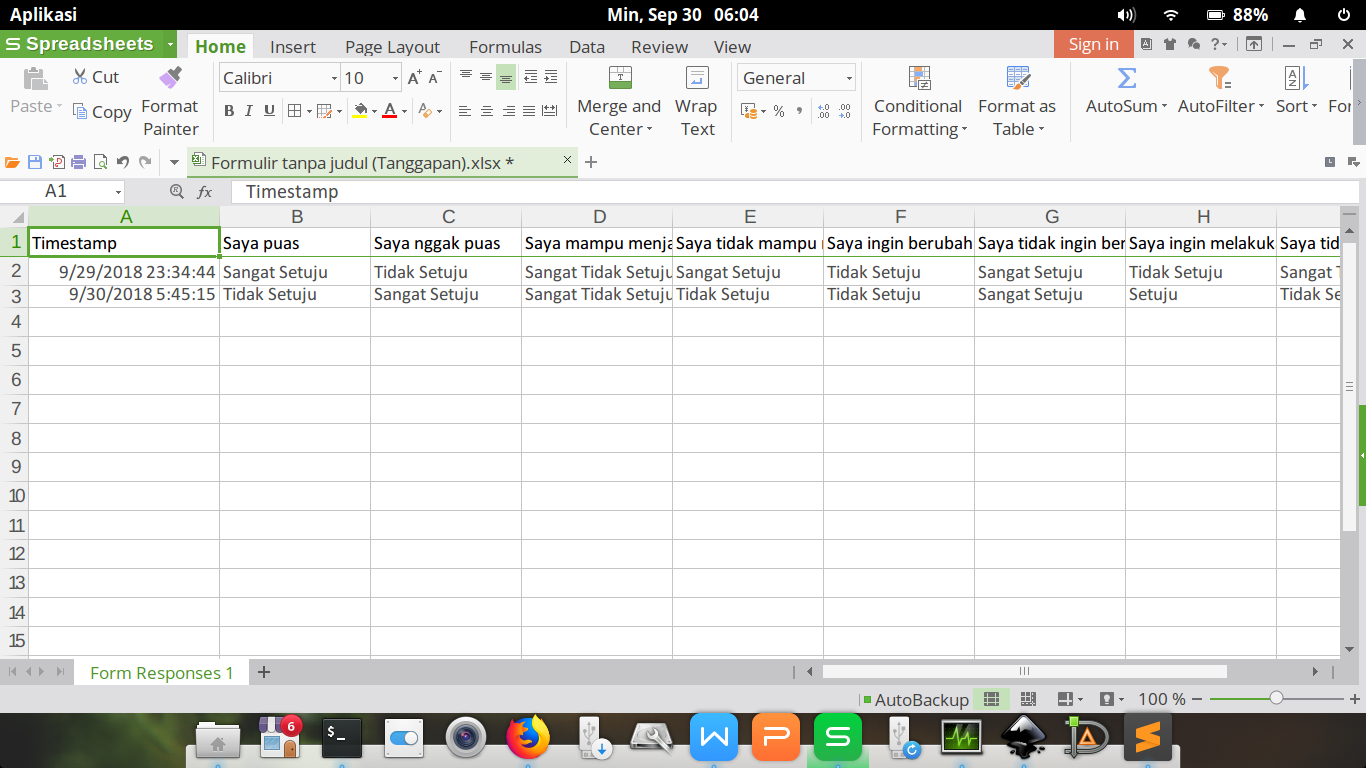 Aplikasi Min, Sep 30 06:04 88%
S Spreadsheets Home Insert Page Layout Formulas Data Review View Sign in
Cut Calibri 10 General
Paste Copy Format Painter B I U Merge and Center Wrap Text Conditional Formatting Format as Table AutoSum AutoFilter Sort For
Formulir tanpa judul (Tanggapan).xlsx *
A1 fx Timestamp
A B C D E F G H
1 Timestamp Saya puas Saya nggak puas Saya mampu menja Saya tidak mampu Saya ingin berubah Saya tidak ingin ber Saya ingin melakuk Saya tid
2 9/29/2018 23:34:44 Sangat Setuju Tidak Setuju Sangat Tidak Setuju Sangat Setuju Tidak Setuju Sangat Setuju Tidak Setuju Sangat T
3 9/30/2018 5:45:15 Tidak Setuju Sangat Setuju Sangat Tidak Setuju Tidak Setuju Tidak Setuju Sangat Setuju Setuju Tidak Se
4
5
6
7
8
9
10
11
12
13
14
15
Form Responses 1
AutoBackup 100 %
6